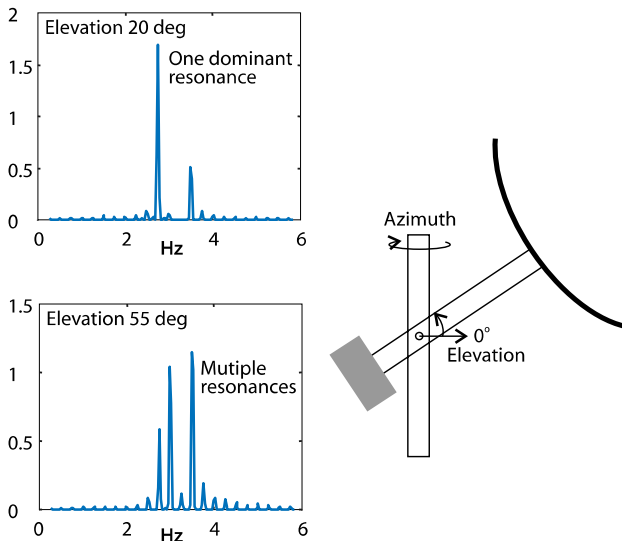 2
Elevation 20 deg
1.5
One dominant
resonance
1
0.5
0
0 2 4 6
Hz
1.5
Elevation 55 deg
1
Mutiple
resonances
0.5
0
0 2 4 6
Hz
Azimuth
0°
Elevation